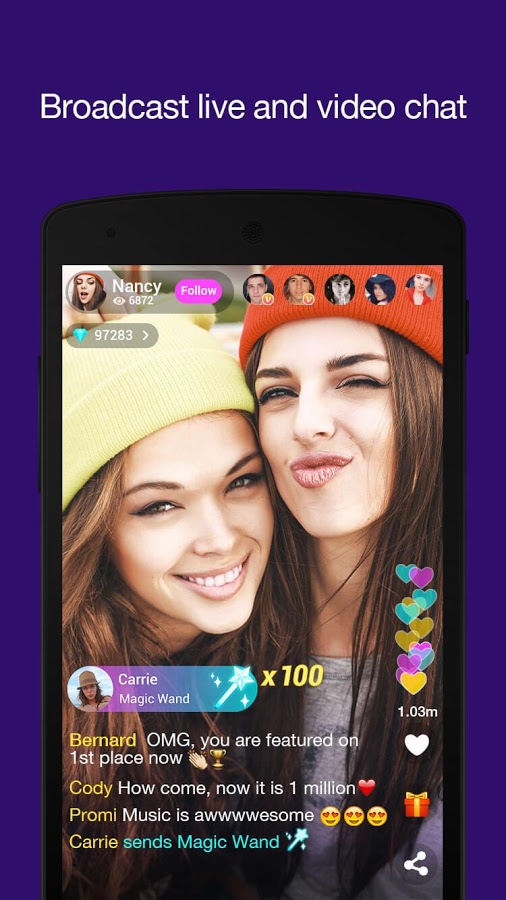 Broadcast live and video chat
Nancy
6872
Follow
97283
Carrie
Magic Wand
x100
1.03m
Bernard OMG, you are featured on
1st place now 👏🏆
Cody How come, now it is 1 million❤️
Promi Music is awwwwesome 😍😍😍
Carrie sends Magic Wand